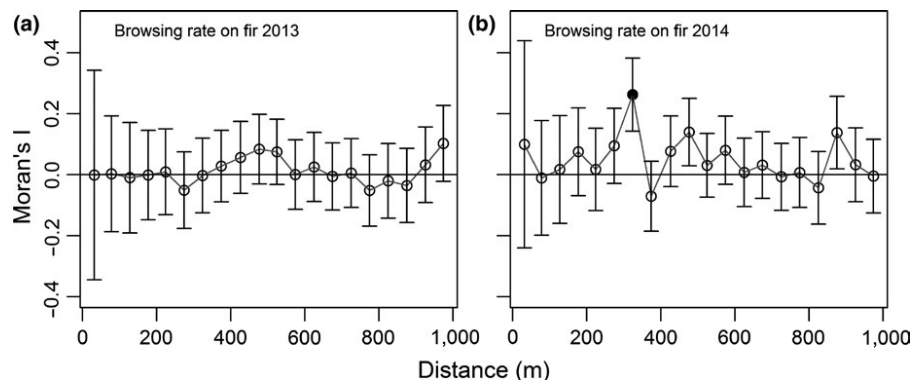 (a)
Browsing rate on fir 2013
(b)
Browsing rate on fir 2014
Moran's I
0.4
0.2
0.0
−0.2
−0.4
0 200 400 600 800 1,000
0 200 400 600 800 1,000
Distance (m)